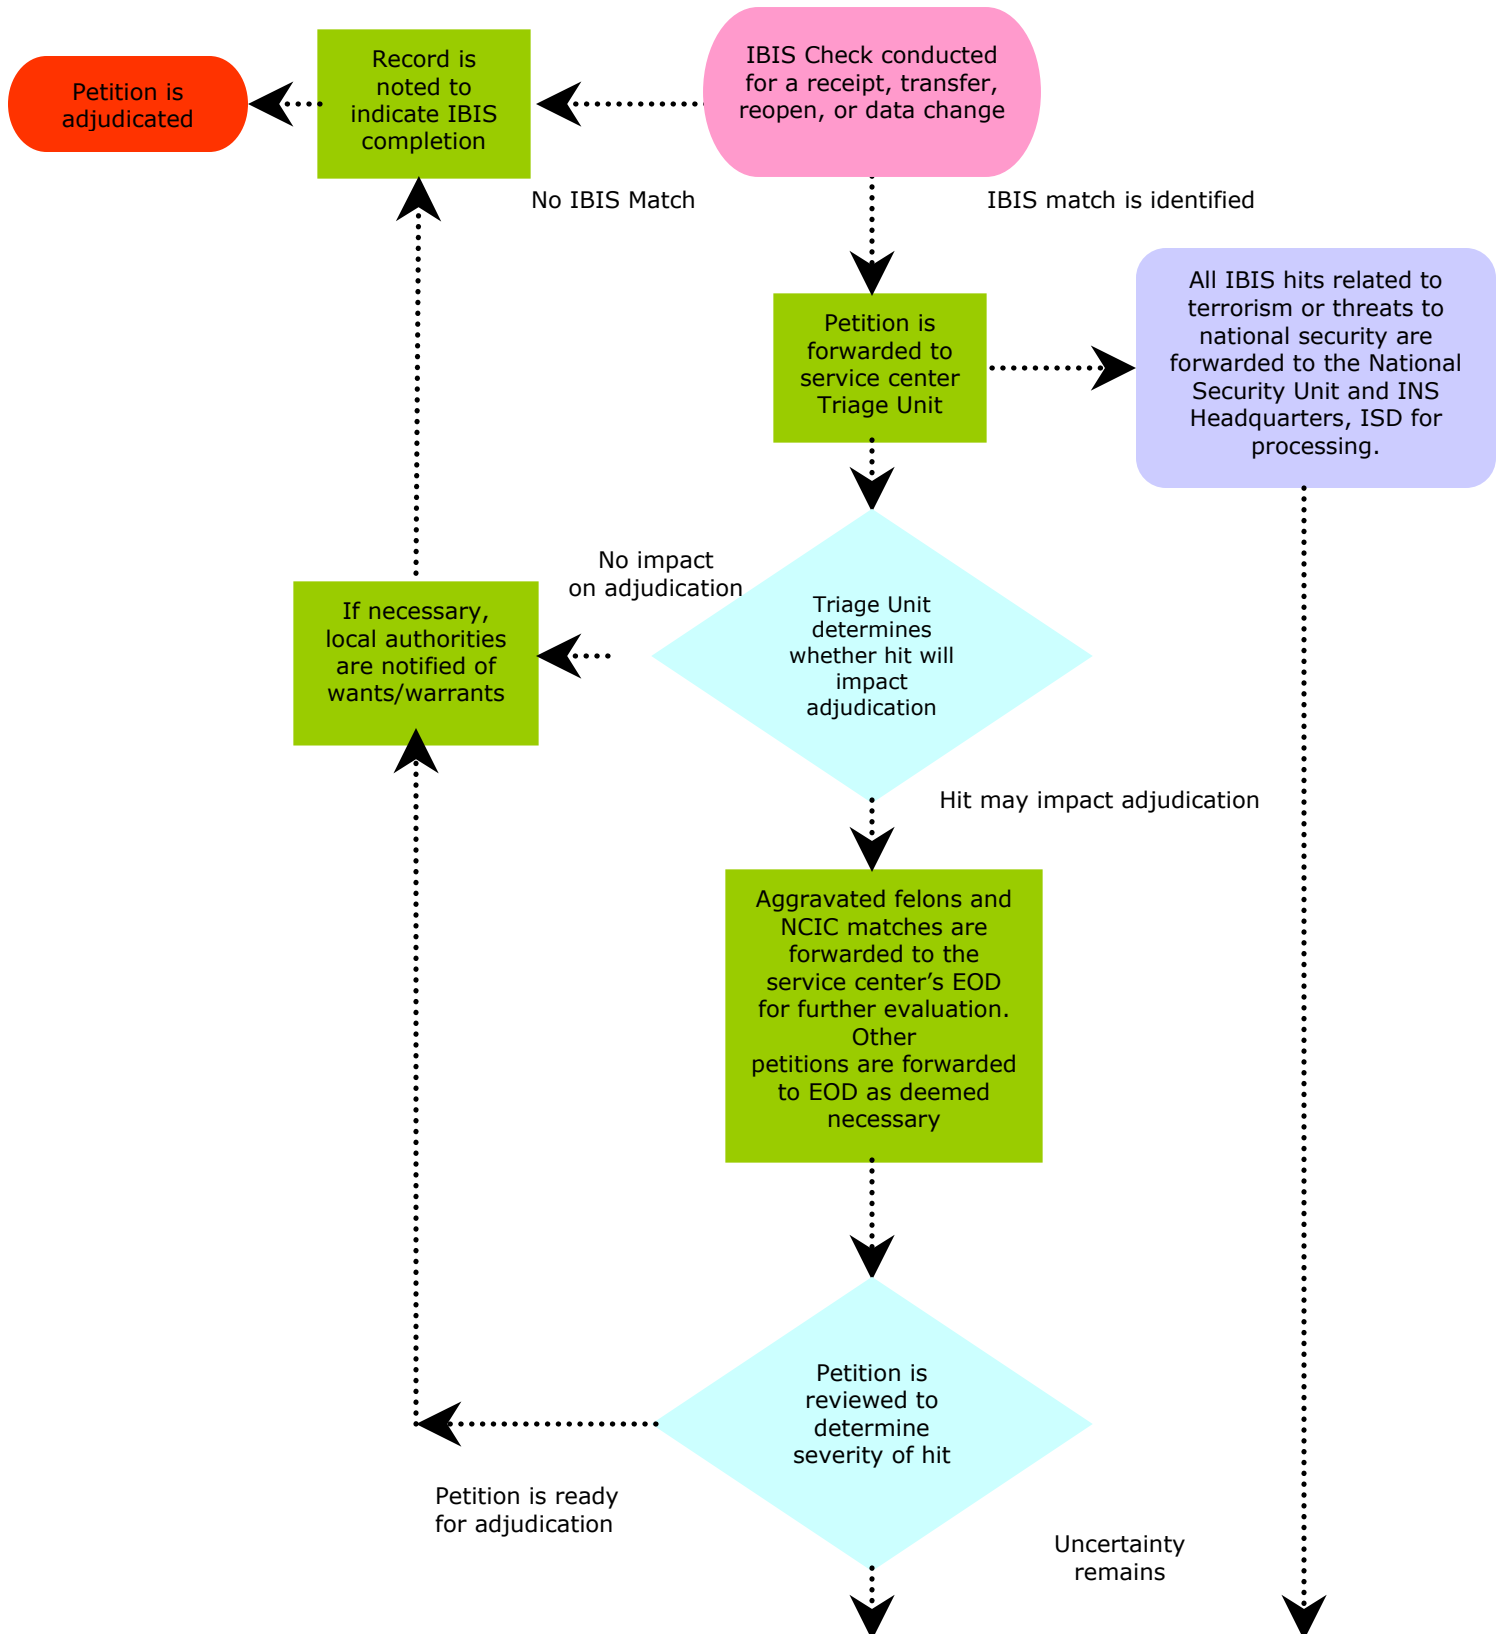 Petition is
adjudicated
Record is
noted to
indicate IBIS
completion
IBIS Check conducted
for a receipt, transfer,
reopen, or data change
No IBIS Match
IBIS match is identified
Petition is
forwarded to
service center
Triage Unit
All IBIS hits related to
terrorism or threats to
national security are
forwarded to the National
Security Unit and INS
Headquarters, ISD for
processing.
No impact
on adjudication
If necessary,
local authorities
are notified of
wants/warrants
Triage Unit
determines
whether hit will
impact
adjudication
Hit may impact adjudication
Aggravated felons and
NCIC matches are
forwarded to the
service center’s EOD
for further evaluation.
Other
petitions are forwarded
to EOD as deemed
necessary
Petition is
reviewed to
determine
severity of hit
Petition is ready
for adjudication
Uncertainty
remains